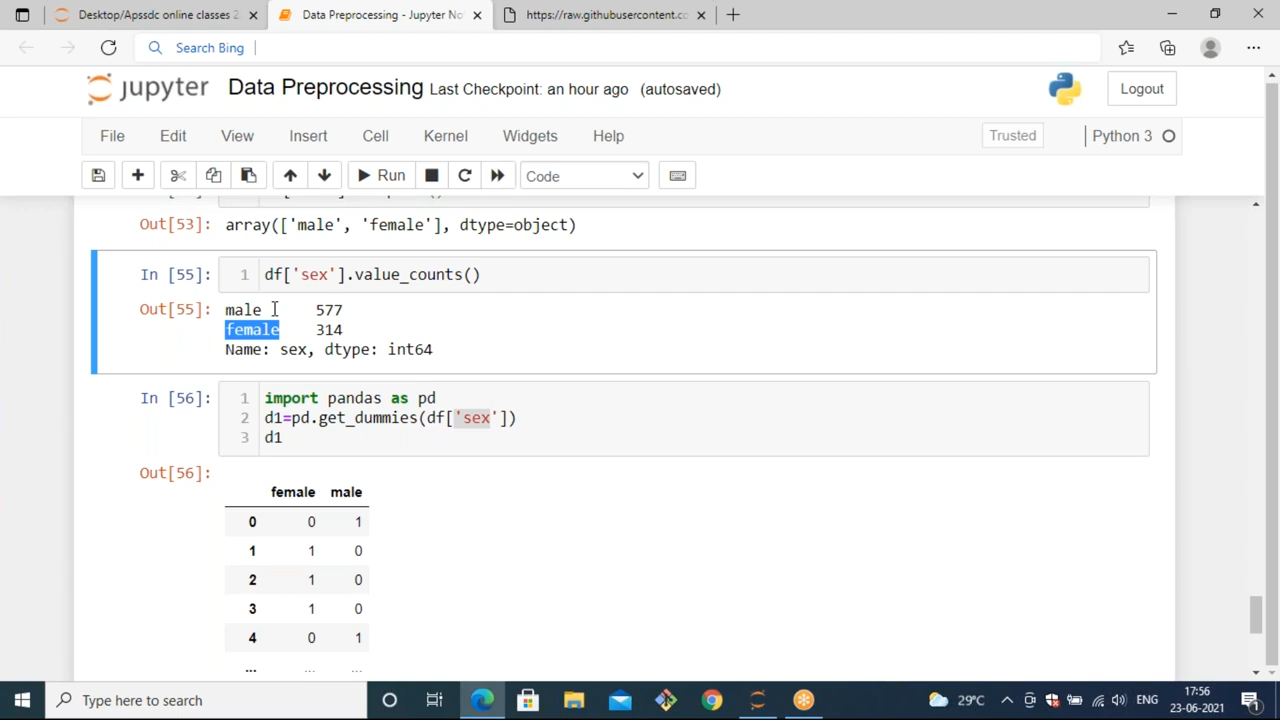 Desktop/Apssdc online classes 2
Data Preprocessing - Jupyter No
https://raw.githubusercontent.co
Search Bing
jupyter Data Preprocessing Last Checkpoint: an hour ago (autosaved)
Logout
File Edit View Insert Cell Kernel Widgets Help
Trusted Python 3
Run Code
Out[53]: array(['male', 'female'], dtype=object)
In [55]: 1 df['sex'].value_counts()
Out[55]: male 577
female 314
Name: sex, dtype: int64
In [56]: 1 import pandas as pd
2 d1=pd.get_dummies(df['sex'])
3 d1
Out[56]:
female male
0 0 1
1 1 0
2 1 0
3 1 0
4 0 1
... ... ...
Type here to search
29°C
ENG
17:56
23-06-2021
1